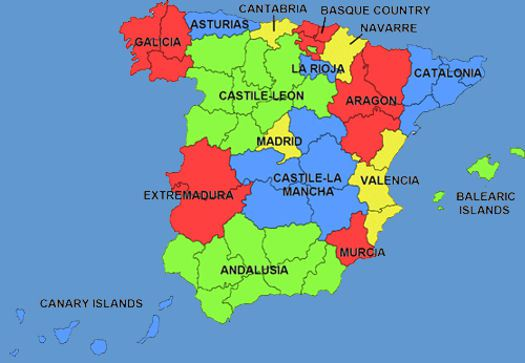 CANTABRIA
BASQUE COUNTRY
ASTURIAS
NAVARRE
GALICIA
LA RIOJA
CATALONIA
CASTILE-LEON
ARAGON
MADRID
CASTILE-LA
MANCHA
VALENCIA
EXTREMADURA
BALEARIC
ISLANDS
MURCIA
ANDALUSIA
CANARY ISLANDS